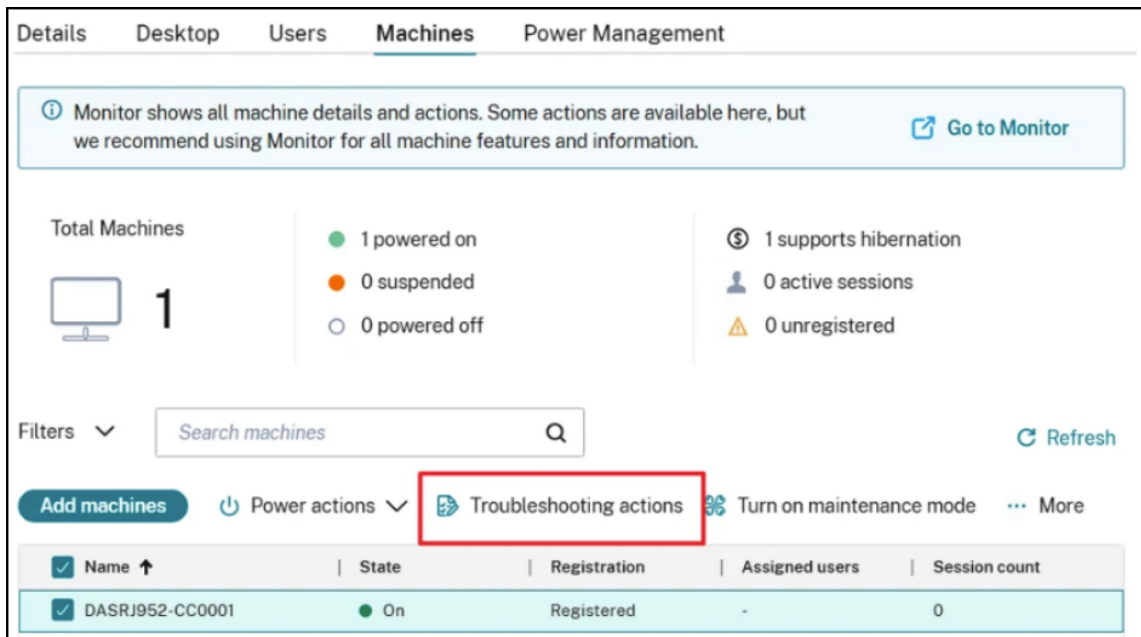 Details Desktop Users Machines Power Management
Monitor shows all machine details and actions. Some actions are available here, but
we recommend using Monitor for all machine features and information.
Go to Monitor
Total Machines
1
1 powered on
0 suspended
0 powered off
1 supports hibernation
0 active sessions
0 unregistered
Filters
Search machines
Refresh
Add machines Power actions Troubleshooting actions Turn on maintenance mode ... More
Name State Registration Assigned users Session count
DASRJ952-CC0001 On Registered - 0